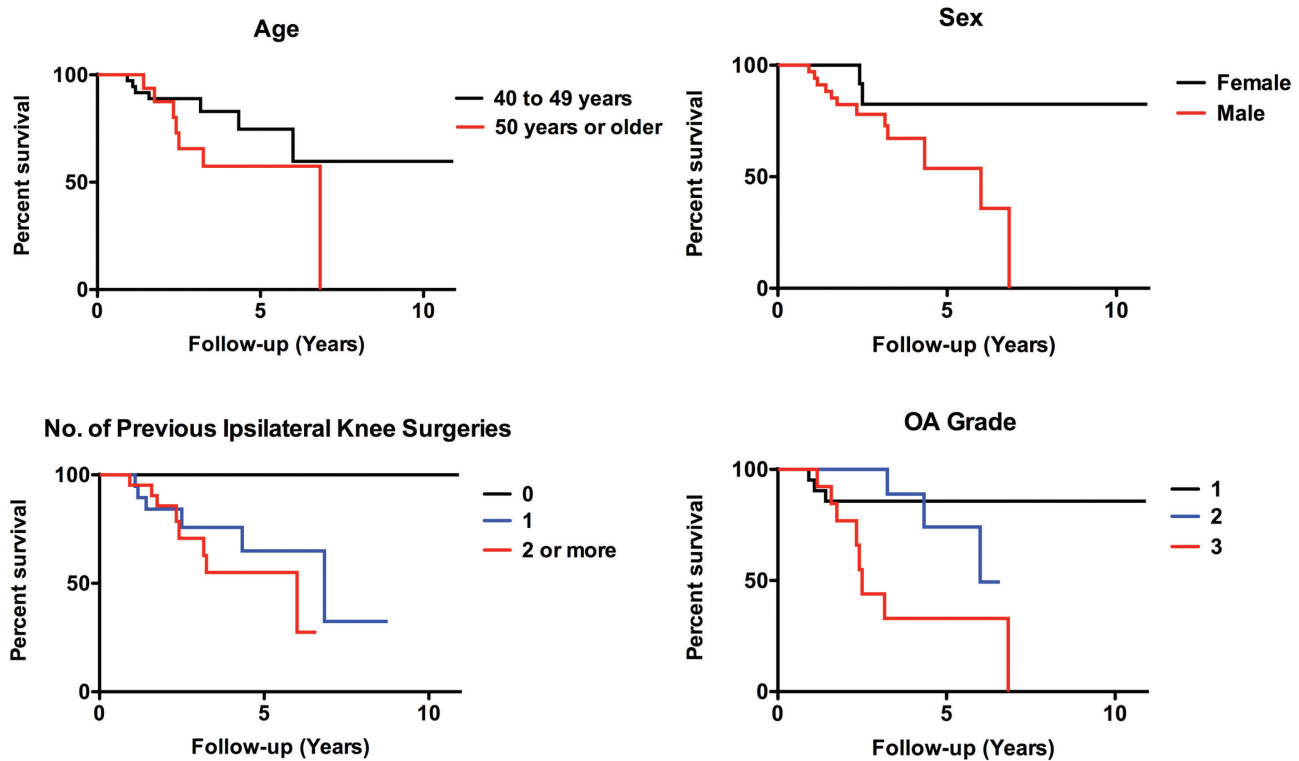 Age
Percent survival
100
50
0
0 5 10
Follow-up (Years)
40 to 49 years
50 years or older
Sex
Percent survival
100
50
0
0 5 10
Follow-up (Years)
Female
Male
No. of Previous Ipsilateral Knee Surgeries
Percent survival
100
50
0
0 5 10
Follow-up (Years)
0
1
2 or more
OA Grade
Percent survival
100
50
0
0 5 10
Follow-up (Years)
1
2
3